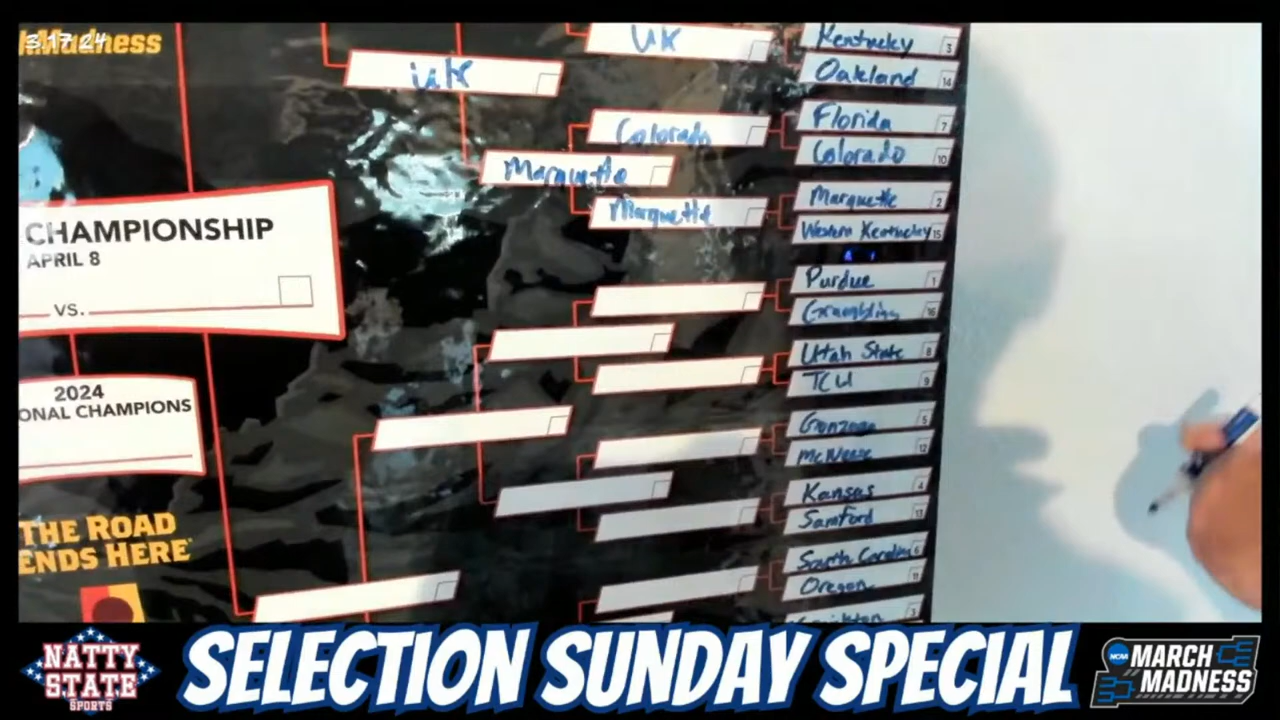 3.17.24
Madness
UK
Kentucky 3
UK
Oakland 14
Florida 7
Colorado
Colorado 10
Marquette
Marquette 2
Marquette
Western Kentucky 15
CHAMPIONSHIP
APRIL 8
VS.
Purdue 1
Grambling 16
Utah State 8
TCU 9
2024
ONAL CHAMPIONS
Gonzaga 5
McNeese 12
Kansas 4
Samford 13
THE ROAD
ENDS HERE
South Carolina 6
Oregon 11
NATTY
STATE
SPORTS
SELECTION SUNDAY SPECIAL
NCAA
MARCH
MADNESS